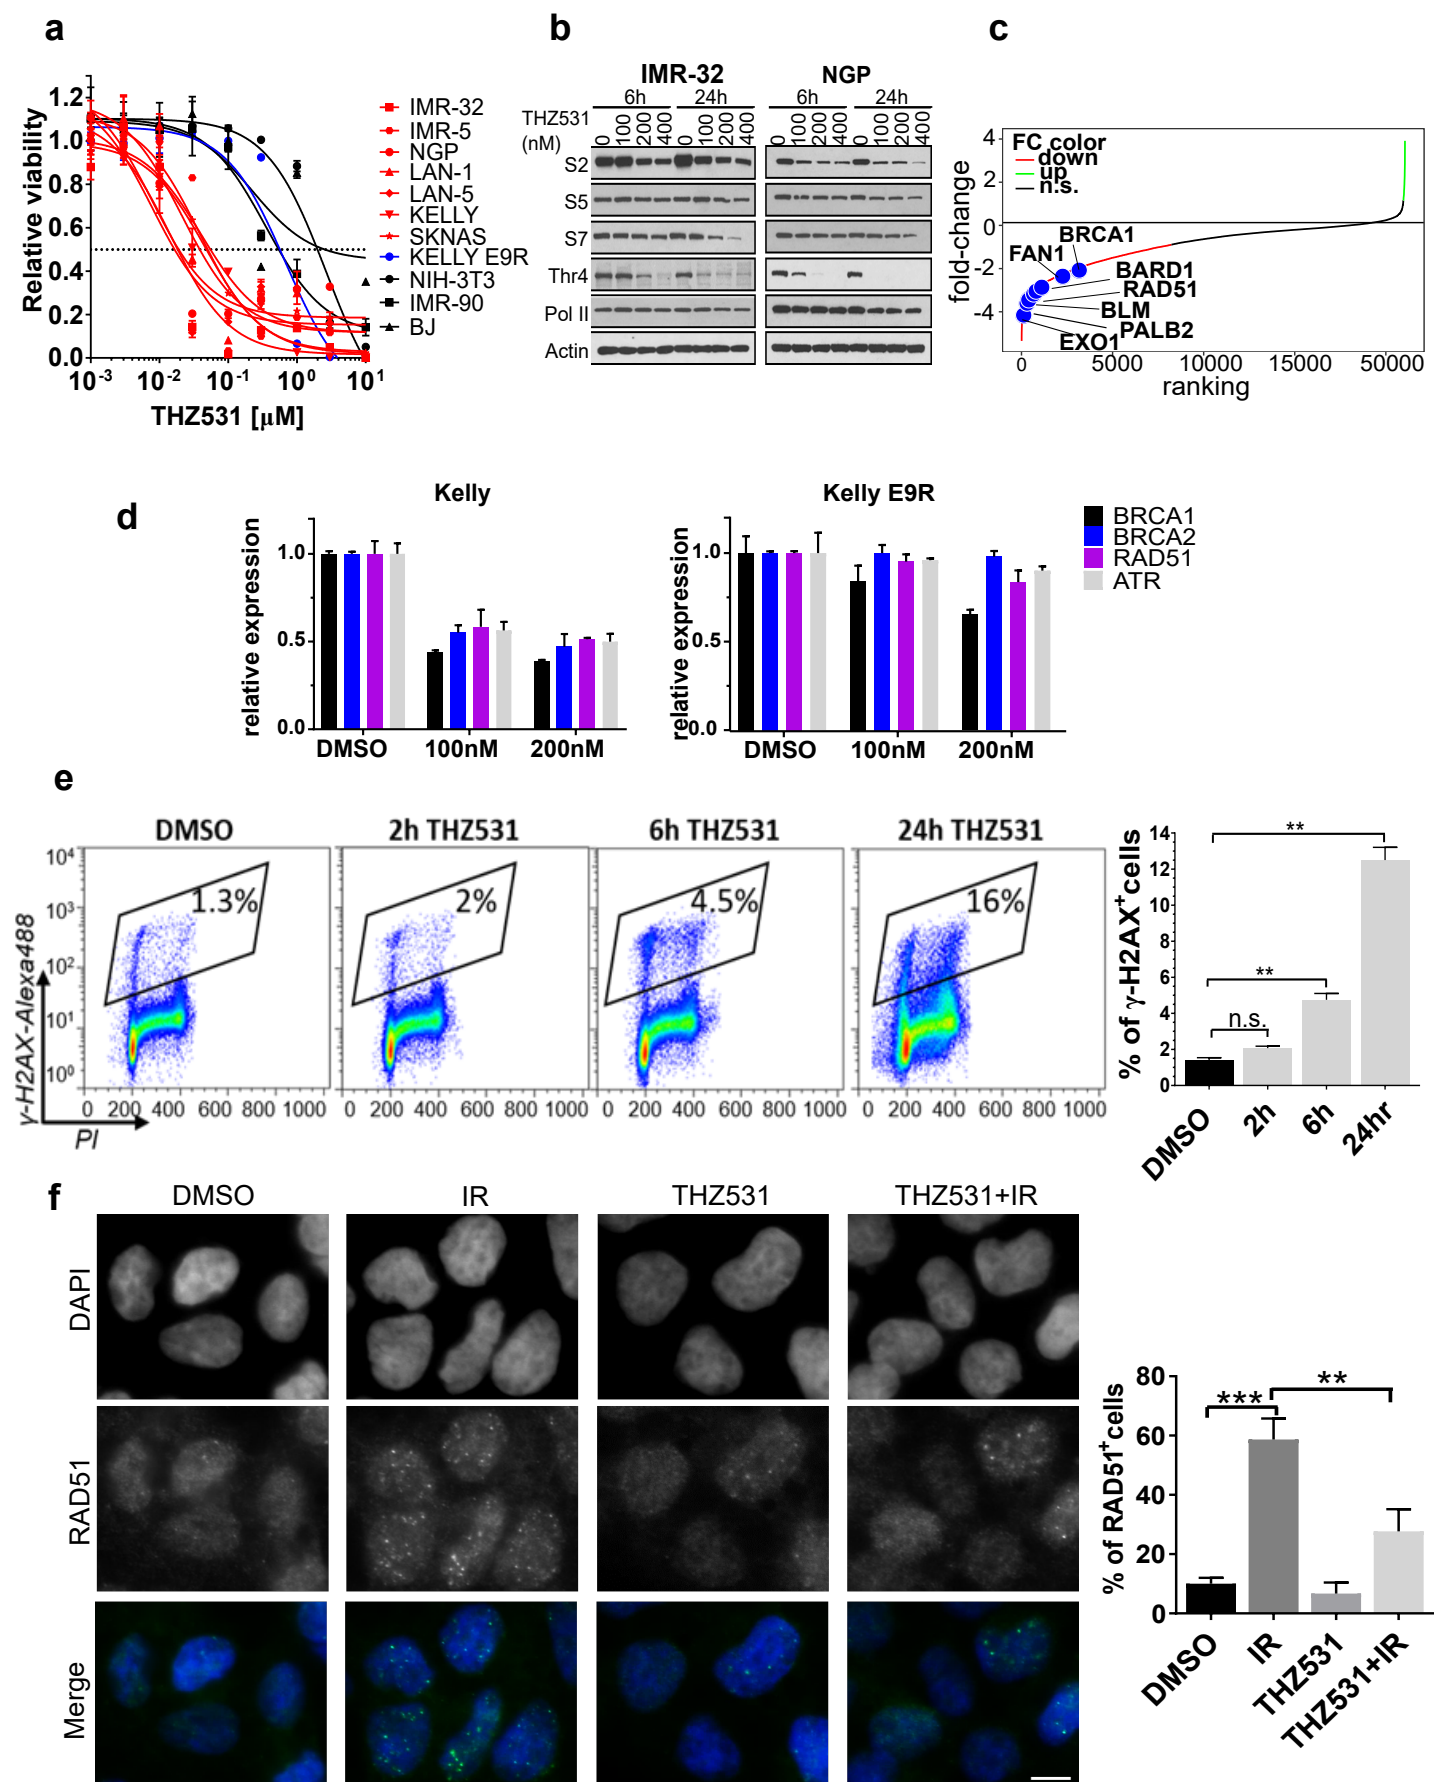 a
1.2
1.0
0.8
0.6
0.4
0.2
0.0
Relative viability
10-3
10-2
10-1
100
101
THZ531 [µM]
IMR-32
IMR-5
NGP
LAN-1
LAN-5
KELLY
SKNAS
KELLY E9R
NIH-3T3
IMR-90
BJ
b
IMR-32
NGP
6h
24h
6h
24h
THZ531
(nM)
0 100 200 400 0 100 200 400
0 100 200 400 0 100 200 400
S2
S5
S7
Thr4
Pol II
Actin
c
4
2
0
-2
-4
fold-change
FC color
down
up
n.s.
BRCA1
FAN1
BARD1
RAD51
BLM
PALB2
EXO1
0
5000
10000
15000
50000
ranking
d
Kelly
relative expression
1.0
0.5
0.0
DMSO
100nM
200nM
Kelly E9R
relative expression
1.0
0.5
0.0
DMSO
100nM
200nM
BRCA1
BRCA2
RAD51
ATR
e
DMSO
2h THZ531
6h THZ531
24h THZ531
104
103
102
101
100
γ-H2AX-Alexa488
PI
1.3%
2%
4.5%
16%
0 200 400 600 800 1000
0 200 400 600 800 1000
0 200 400 600 800 1000
0 200 400 600 800 1000
% of γ-H2AX+cells
14
12
10
8
6
4
2
0
**
**
n.s.
DMSO
2h
6h
24hr
f
DMSO
IR
THZ531
THZ531+IR
DAPI
RAD51
Merge
% of RAD51+cells
80
60
40
20
0
***
**
DMSO
IR
THZ531
THZ531+IR